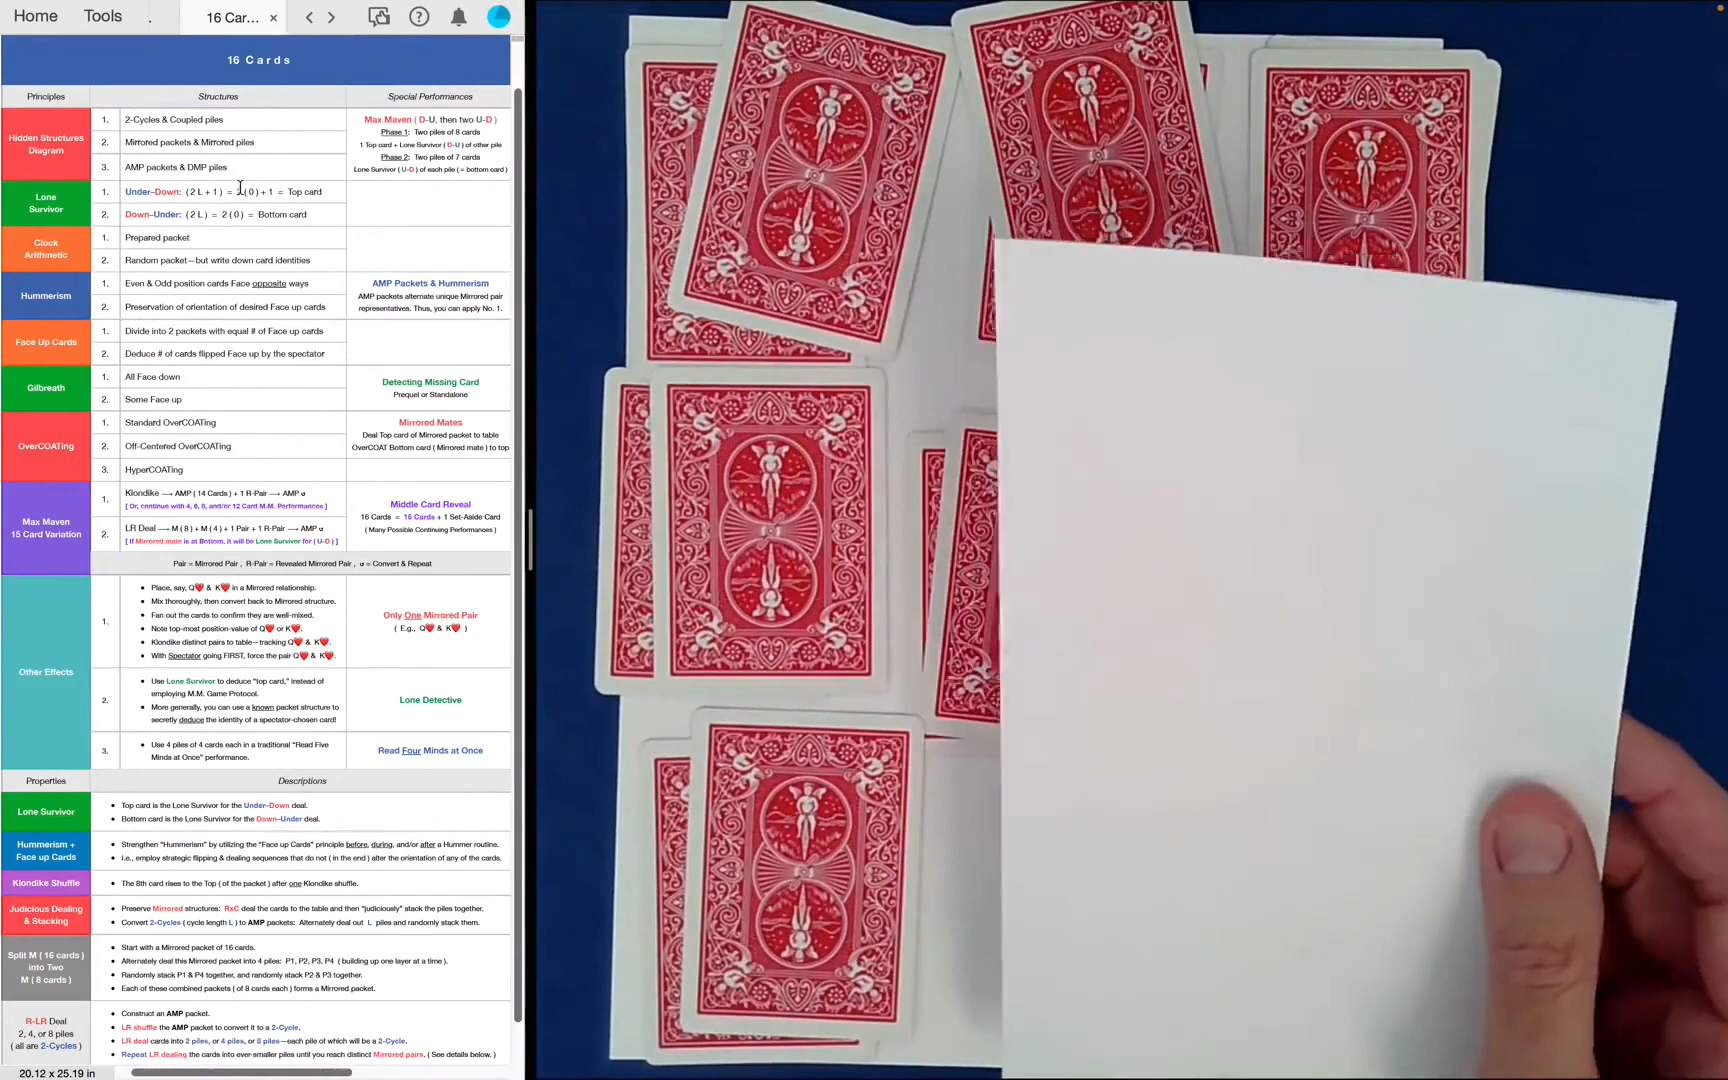 Home
Tools
16 Car...
16 Cards
Principles
Structures
Special Performances
Hidden Structures
Diagram
1. 2-Cycles & Coupled piles
2. Mirrored packets & Mirrored piles
3. AMP packets & DMP piles
Max Maven ( D-U, then two U-D )
Phase 1: Two piles of 8 cards
1 Top card + Lone Survivor ( D-U ) of other pile
Phase 2: Two piles of 7 cards
Lone Survivor ( U-D ) of each pile ( = bottom card )
Lone
Survivor
1. Under–Down: ( 2 L + 1 ) = 2 ( 0 ) + 1 = Top card
2. Down–Under: ( 2 L ) = 2 ( 0 ) = Bottom card
Clock
Arithmetic
1. Prepared packet
2. Random packet—but write down card identities
Hummerism
1. Even & Odd position cards Face opposite ways
2. Preservation of orientation of desired Face up cards
AMP Packets & Hummerism
AMP packets alternate unique Mirrored pair
representatives. Thus, you can apply No. 1.
Face Up Cards
1. Divide into 2 packets with equal # of Face up cards
2. Deduce # of cards flipped Face up by the spectator
Gilbreath
1. All Face down
2. Some Face up
Detecting Missing Card
Prequel or Standalone
OverCOATing
1. Standard OverCOATing
2. Off-Centered OverCOATing
3. HyperCOATing
Mirrored Mates
Deal Top card of Mirrored packet to table
OverCOAT Bottom card ( Mirrored mate ) to top
Max Maven
15 Card Variation
1. Klondike ⟶ AMP ( 14 Cards ) + 1 R-Pair ⟶ AMP σ
[ Or, continue with 4, 6, 8, and/or 12 Card M.M. Performances ]
2. LR Deal ⟶ M ( 8 ) + M ( 4 ) + 1 Pair + 1 R-Pair ⟶ AMP σ
[ If Mirrored mate is at Bottom, it will be Lone Survivor for ( U-D ) ]
Middle Card Reveal
16 Cards = 15 Cards + 1 Set-Aside Card
( Many Possible Continuing Performances )
Pair = Mirrored Pair , R-Pair = Revealed Mirrored Pair , σ = Convert & Repeat
Other Effects
1.
• Place, say, Q♥ & K♥ in a Mirrored relationship.
• Mix thoroughly, then convert back to Mirrored structure.
• Fan out the cards to confirm they are well-mixed.
• Note top-most position-value of Q♥ or K♥.
• Klondike distinct pairs to table—tracking Q♥ & K♥.
• With Spectator going FIRST, force the pair Q♥ & K♥.
Only One Mirrored Pair
( E.g., Q♥ & K♥ )
2.
• Use Lone Survivor to deduce “top card,” instead of
employing M.M. Game Protocol.
• More generally, you can use a known packet structure to
secretly deduce the identity of a spectator-chosen card!
Lone Detective
3.
• Use 4 piles of 4 cards each in a traditional “Read Five
Minds at Once” performance.
Read Four Minds at Once
Properties
Descriptions
Lone Survivor
• Top card is the Lone Survivor for the Under–Down deal.
• Bottom card is the Lone Survivor for the Down–Under deal.
Hummerism +
Face up Cards
• Strengthen “Hummerism” by utilizing the “Face up Cards” principle before, during, and/or after a Hummer routine.
• I.e., employ strategic flipping & dealing sequences that do not ( in the end ) alter the orientation of any of the cards.
Klondike Shuffle
• The 8th card rises to the Top ( of the packet ) after one Klondike shuffle.
Judicious Dealing
& Stacking
• Preserve Mirrored structures: RxC deal the cards to the table and then “judiciously” stack the piles together.
• Convert 2-Cycles ( cycle length L ) to AMP packets: Alternately deal out L piles and randomly stack them.
Split M ( 16 cards )
into Two
M ( 8 cards )
• Start with a Mirrored packet of 16 cards.
• Alternately deal this Mirrored packet into 4 piles: P1, P2, P3, P4 ( building up one layer at a time ).
• Randomly stack P1 & P4 together, and randomly stack P2 & P3 together.
• Each of these combined packets ( of 8 cards each ) forms a Mirrored packet.
R-LR Deal
2, 4, or 8 piles
( all are 2-Cycles )
• Construct an AMP packet.
• LR shuffle the AMP packet to convert it to a 2-Cycle.
• LR deal cards into 2 piles, or 4 piles, or 8 piles—each pile of which will be a 2-Cycle.
• Repeat LR dealing the cards into ever-smaller piles until you reach distinct Mirrored pairs. ( See details below. )
20.12 x 25.19 in